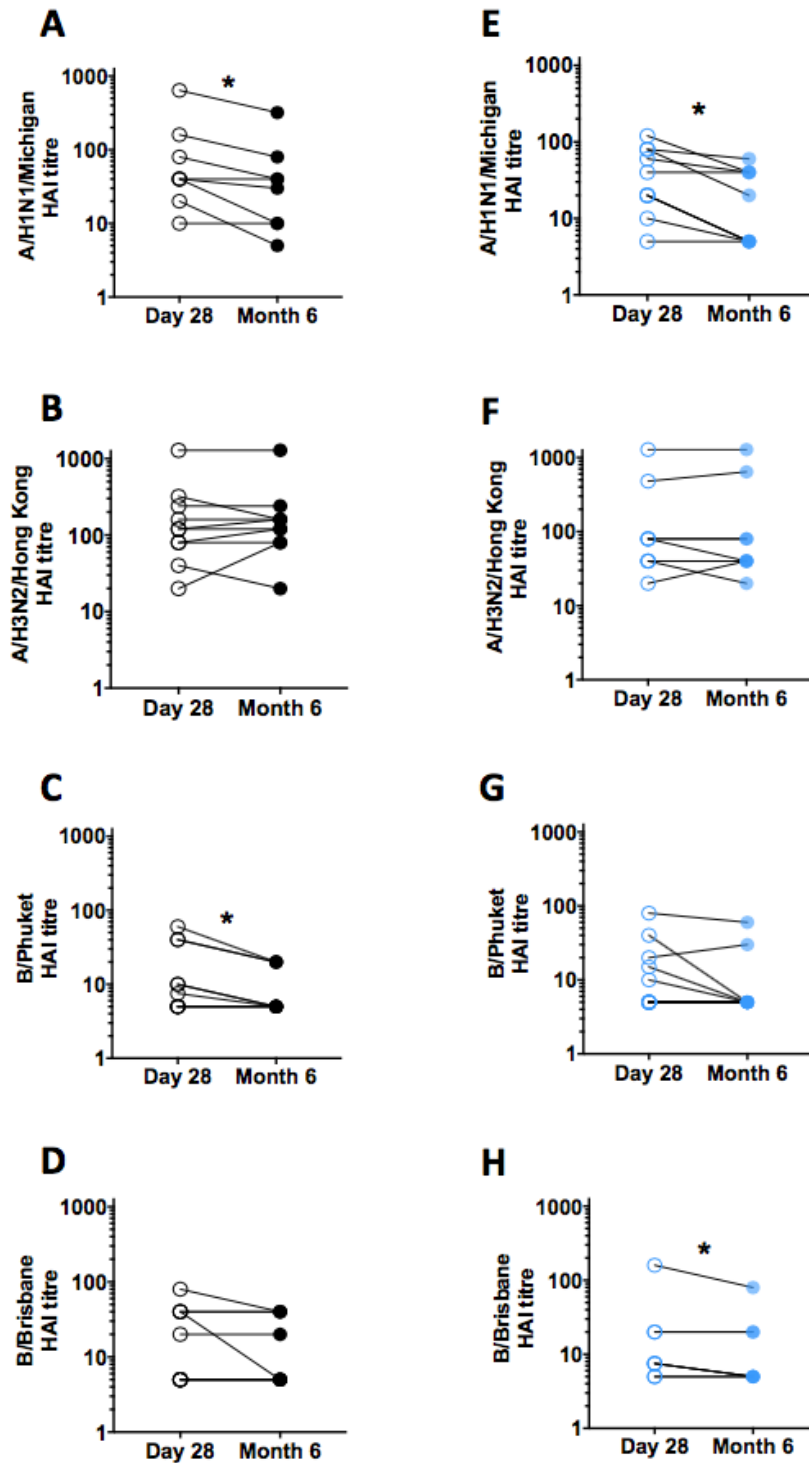 A
A/H1N1/Michigan
HAI titre
1000
100
10
1
*
Day 28 Month 6
E
A/H1N1/Michigan
HAI titre
1000
100
10
1
*
Day 28 Month 6
B
A/H3N2/Hong Kong
HAI titre
1000
100
10
1
Day 28 Month 6
F
A/H3N2/Hong Kong
HAI titre
1000
100
10
1
Day 28 Month 6
C
B/Phuket
HAI titre
1000
100
10
1
*
Day 28 Month 6
G
B/Phuket
HAI titre
1000
100
10
1
Day 28 Month 6
D
B/Brisbane
HAI titre
1000
100
10
1
Day 28 Month 6
H
B/Brisbane
HAI titre
1000
100
10
1
*
Day 28 Month 6